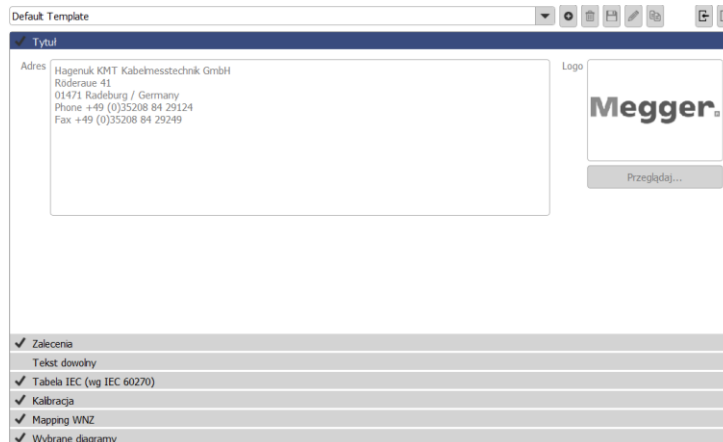 Default Template
Tytuł
Adres
Hagenuk KMT Kabelmesstechnik GmbH
Röderaue 41
01471 Radeburg / Germany
Phone +49 (0)35208 84 29124
Fax +49 (0)35208 84 29249
Logo
Megger.
Przeglądaj...
Zalecenia
Tekst dowolny
Tabela IEC (wg IEC 60270)
Kalibracja
Mapping WNZ
Wybrane diagramy